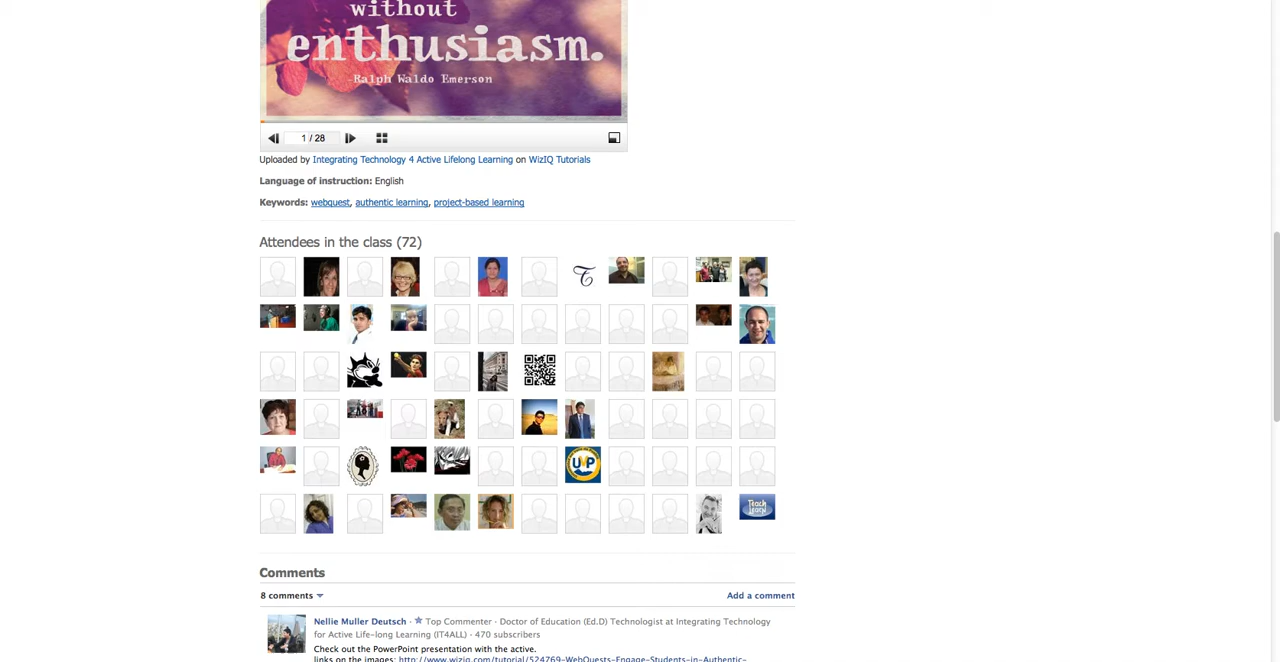 without
enthusiasm.
-Ralph Waldo Emerson
1 / 28
Uploaded by Integrating Technology 4 Active Lifelong Learning on WizIQ Tutorials
Language of instruction: English
Keywords: webquest, authentic learning, project-based learning
Attendees in the class (72)
UVP
Teach
Learn
Comments
8 comments
Add a comment
Nellie Muller Deutsch · Top Commenter · Doctor of Education (Ed.D) Technologist at Integrating Technology
for Active Life-long Learning (IT4ALL) · 470 subscribers
Check out the PowerPoint presentation with the active.
links on the images: http://www.wiziq.com/tutorial/524769-WebQuests-Engage-Students-in-Authentic-